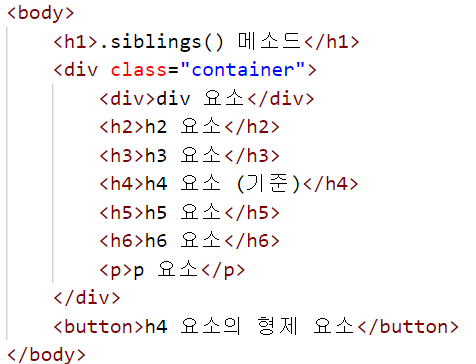 <body>
<h1>.siblings() 메소드</h1>
<div class="container">
<div>div 요소</div>
<h2>h2 요소</h2>
<h3>h3 요소</h3>
<h4>h4 요소 (기준)</h4>
<h5>h5 요소</h5>
<h6>h6 요소</h6>
<p>p 요소</p>
</div>
<button>h4 요소의 형제 요소</button>
</body>